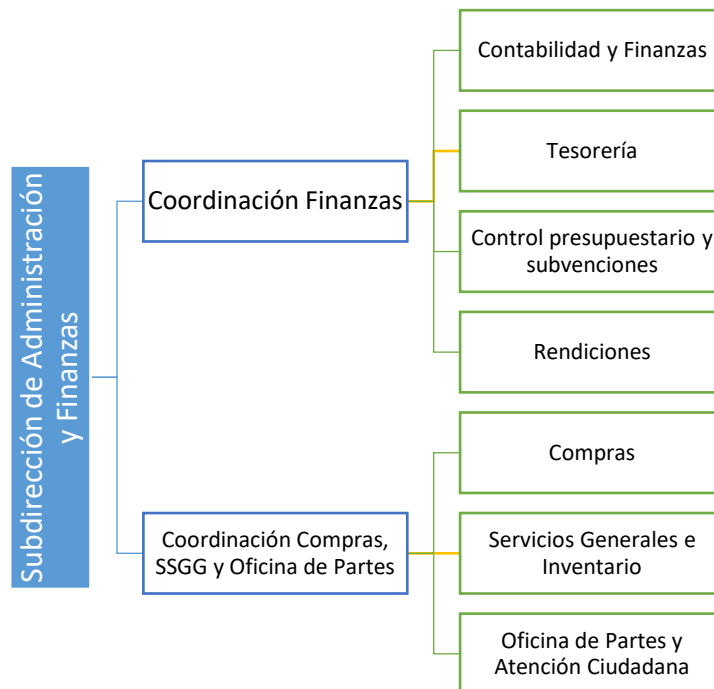 Subdirección de Administración
y Finanzas
Coordinación Finanzas
Contabilidad y Finanzas
Tesorería
Control presupuestario y
subvenciones
Rendiciones
Coordinación Compras,
SSGG y Oficina de Partes
Compras
Servicios Generales e
Inventario
Oficina de Partes y
Atención Ciudadana